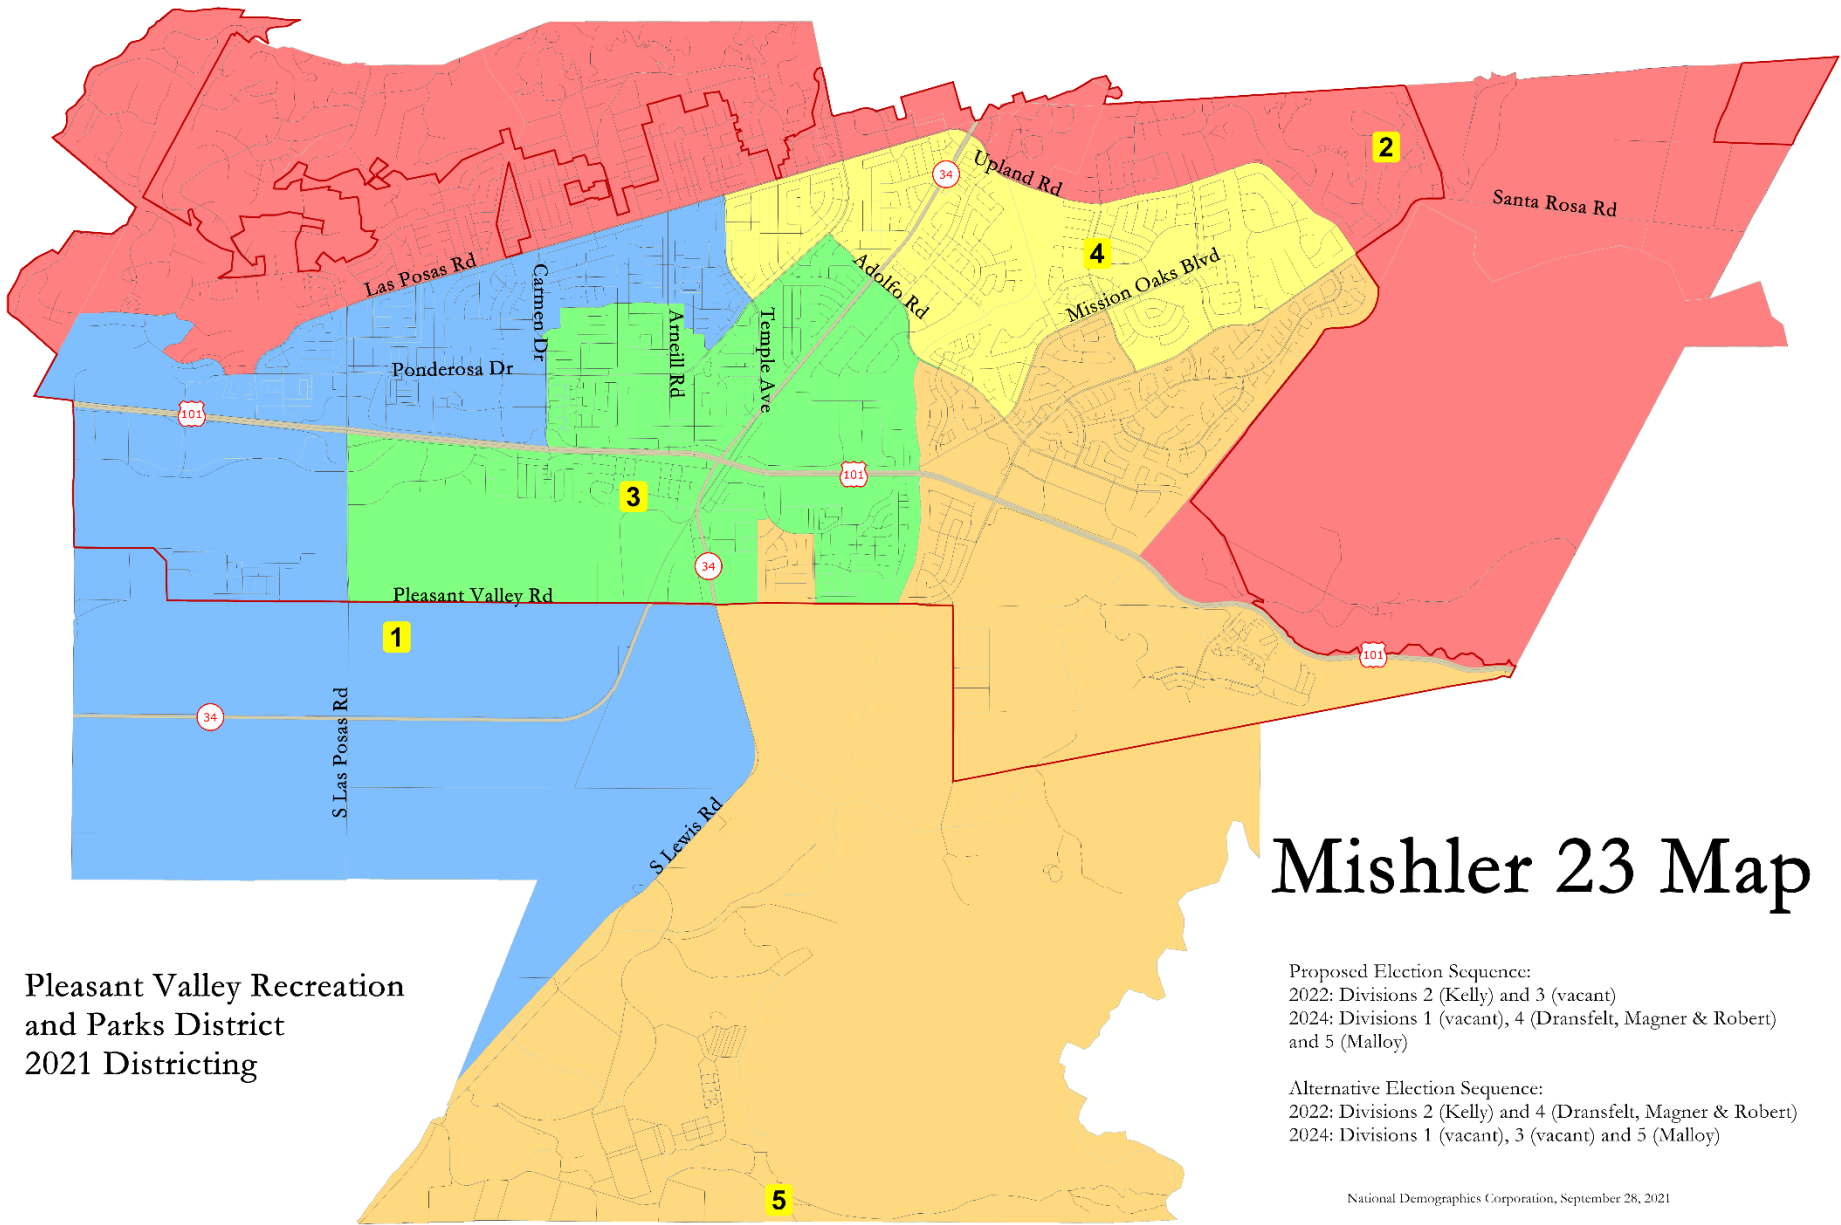 2
34
Upland Rd
Santa Rosa Rd
4
Las Posas Rd
Carmen Dr
Adolfo Rd
Mission Oaks Blvd
Arneill Rd
Temple Ave
Ponderosa Dr
101
101
3
34
Pleasant Valley Rd
1
101
34
S Las Posas Rd
S Lewis Rd
Mishler 23 Map
Pleasant Valley Recreation
and Parks District
2021 Districting
Proposed Election Sequence:
2022: Divisions 2 (Kelly) and 3 (vacant)
2024: Divisions 1 (vacant), 4 (Dransfelt, Magner & Robert)
and 5 (Malloy)
Alternative Election Sequence:
2022: Divisions 2 (Kelly) and 4 (Dransfelt, Magner & Robert)
2024: Divisions 1 (vacant), 3 (vacant) and 5 (Malloy)
5
National Demographics Corporation, September 28, 2021